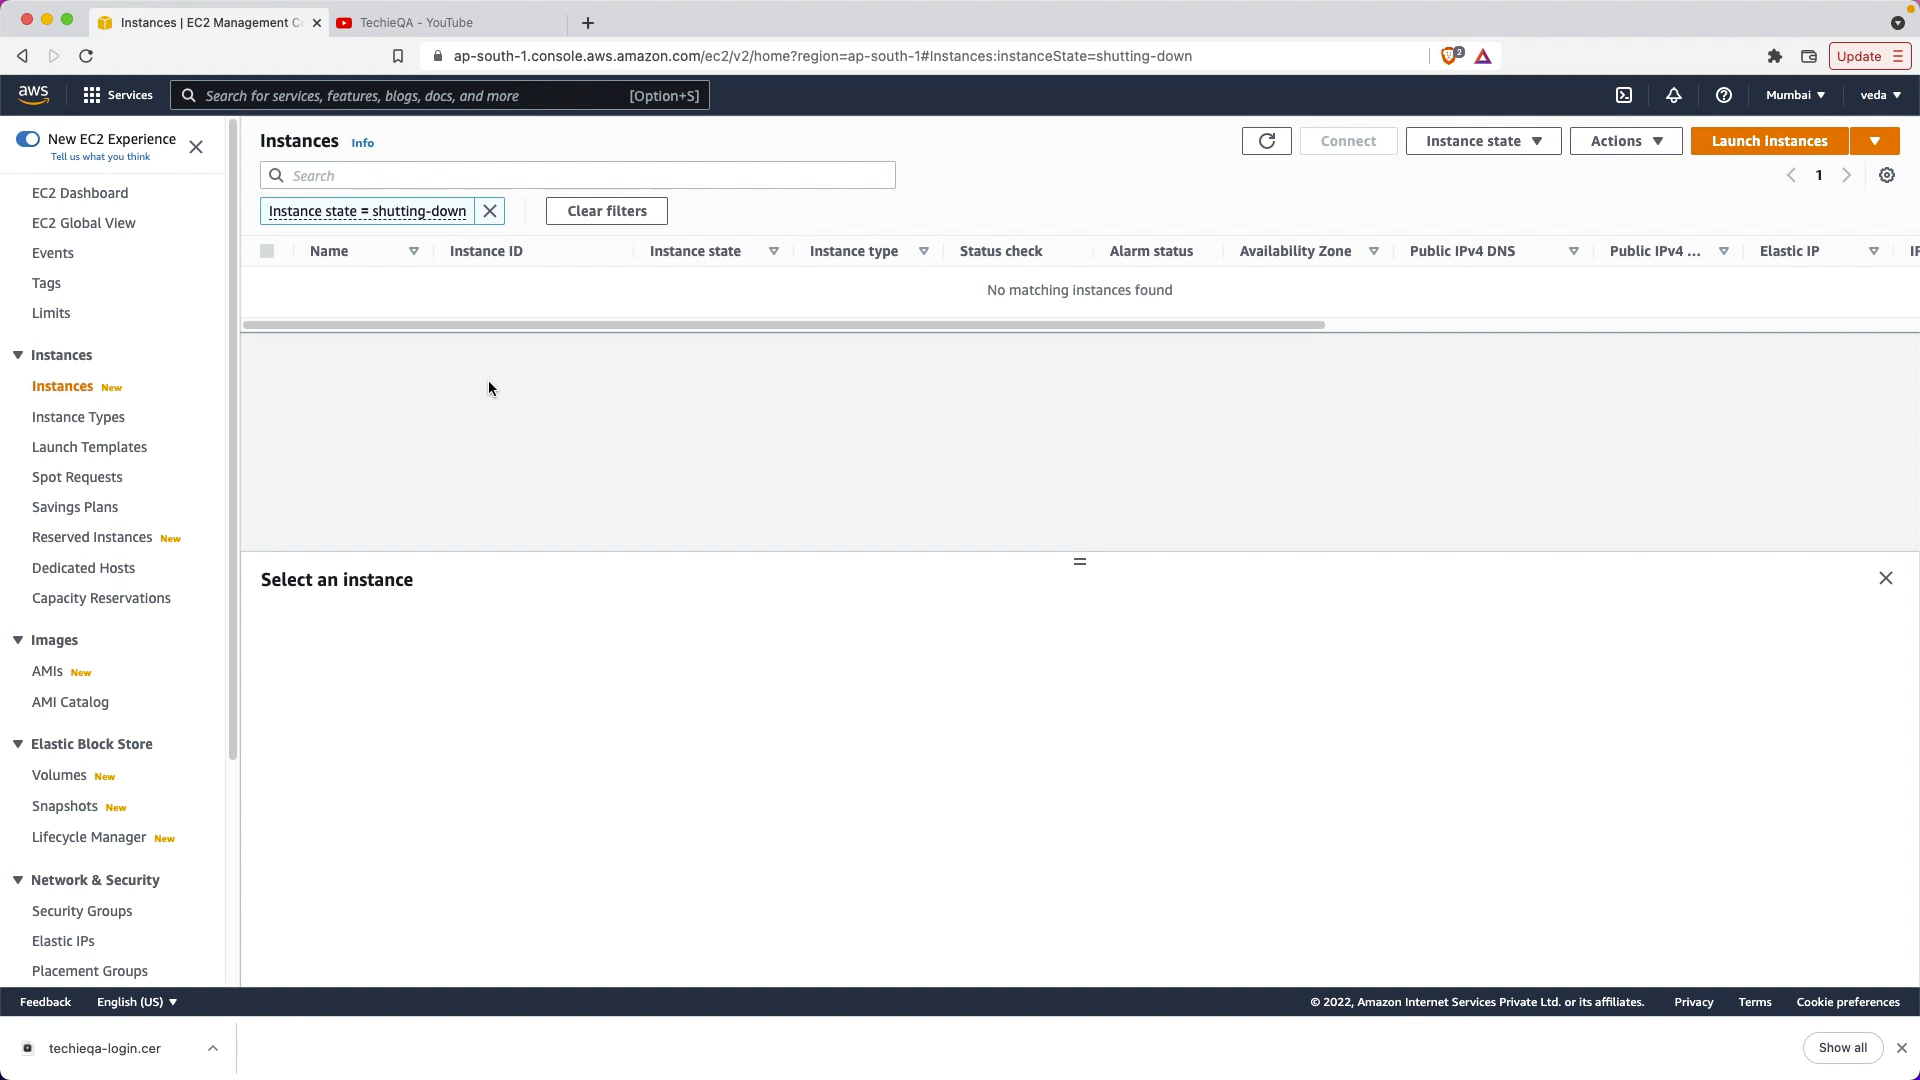 Instances | EC2 Management C
TechieQA - YouTube
ap-south-1.console.aws.amazon.com/ec2/v2/home?region=ap-south-1#Instances:instanceState=shutting-down
2
Update
aws
Services
Search for services, features, blogs, docs, and more
[Option+S]
Mumbai
veda
New EC2 Experience
Tell us what you think
EC2 Dashboard
EC2 Global View
Events
Tags
Limits
Instances
Instances New
Instance Types
Launch Templates
Spot Requests
Savings Plans
Reserved Instances New
Dedicated Hosts
Capacity Reservations
Images
AMIs New
AMI Catalog
Elastic Block Store
Volumes New
Snapshots New
Lifecycle Manager New
Network & Security
Security Groups
Elastic IPs
Placement Groups
Instances Info
Connect
Instance state
Actions
Launch instances
Search
1
Instance state = shutting-down
Clear filters
Name
Instance ID
Instance state
Instance type
Status check
Alarm status
Availability Zone
Public IPv4 DNS
Public IPv4 ...
Elastic IP
No matching instances found
Select an instance
Feedback
English (US)
© 2022, Amazon Internet Services Private Ltd. or its affiliates.
Privacy
Terms
Cookie preferences
techieqa-login.cer
Show all